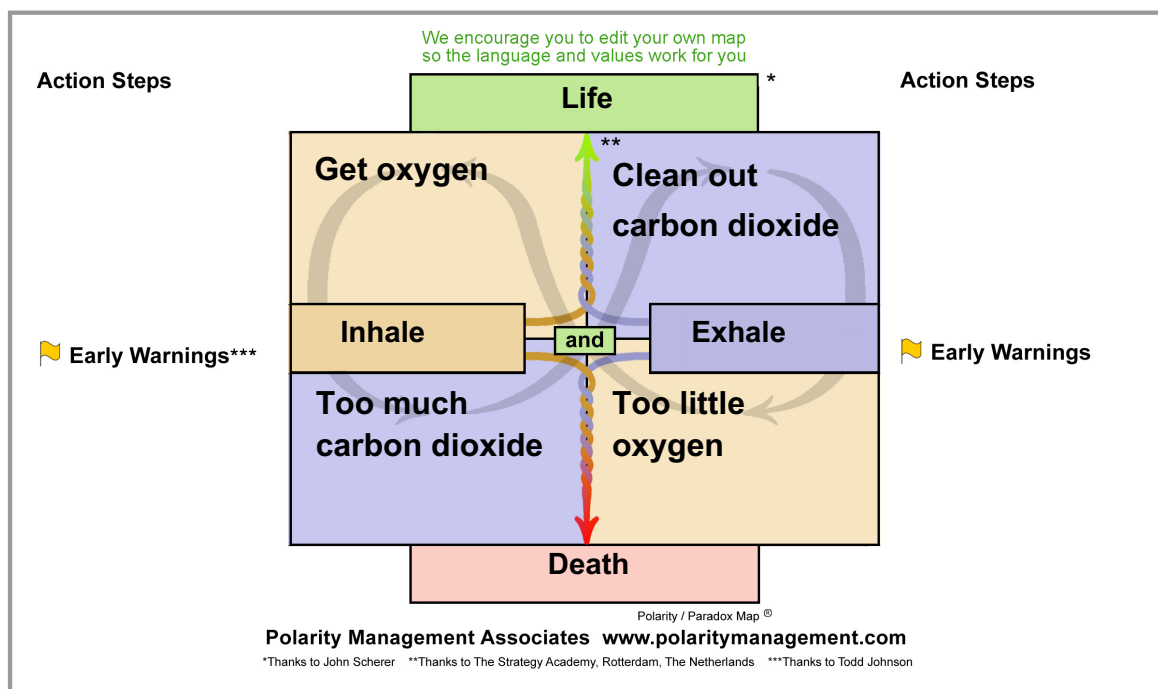 We encourage you to edit your own map
so the language and values work for you
Action Steps
Life
*
Action Steps
**
Get oxygen
Clean out
carbon dioxide
Inhale
and
Exhale
Early Warnings***
Early Warnings
Too much
carbon dioxide
Too little
oxygen
Death
Polarity / Paradox Map ®
Polarity Management Associates www.polaritymanagement.com
*Thanks to John Scherer **Thanks to The Strategy Academy, Rotterdam, The Netherlands ***Thanks to Todd Johnson